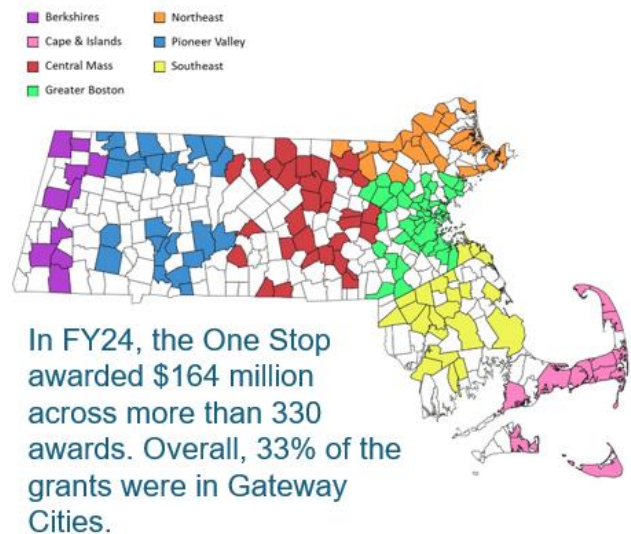 Berkshires
Cape & Islands
Central Mass
Greater Boston
Northeast
Pioneer Valley
Southeast
In FY24, the One Stop
awarded $164 million
across more than 330
awards. Overall, 33% of the
grants were in Gateway
Cities.